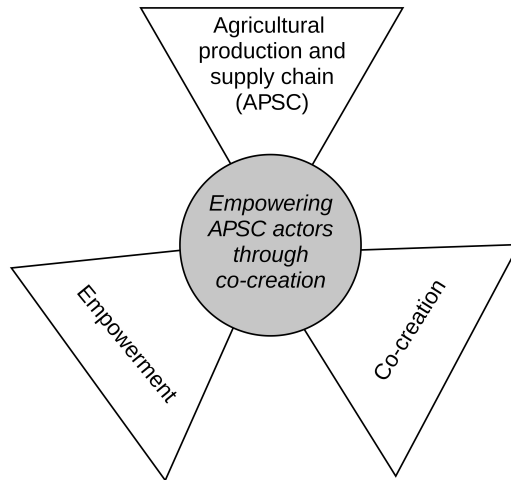 Agricultural
production and
supply chain
(APSC)
Empowering
APSC actors
through
co-creation
Empowerment
Co-creation